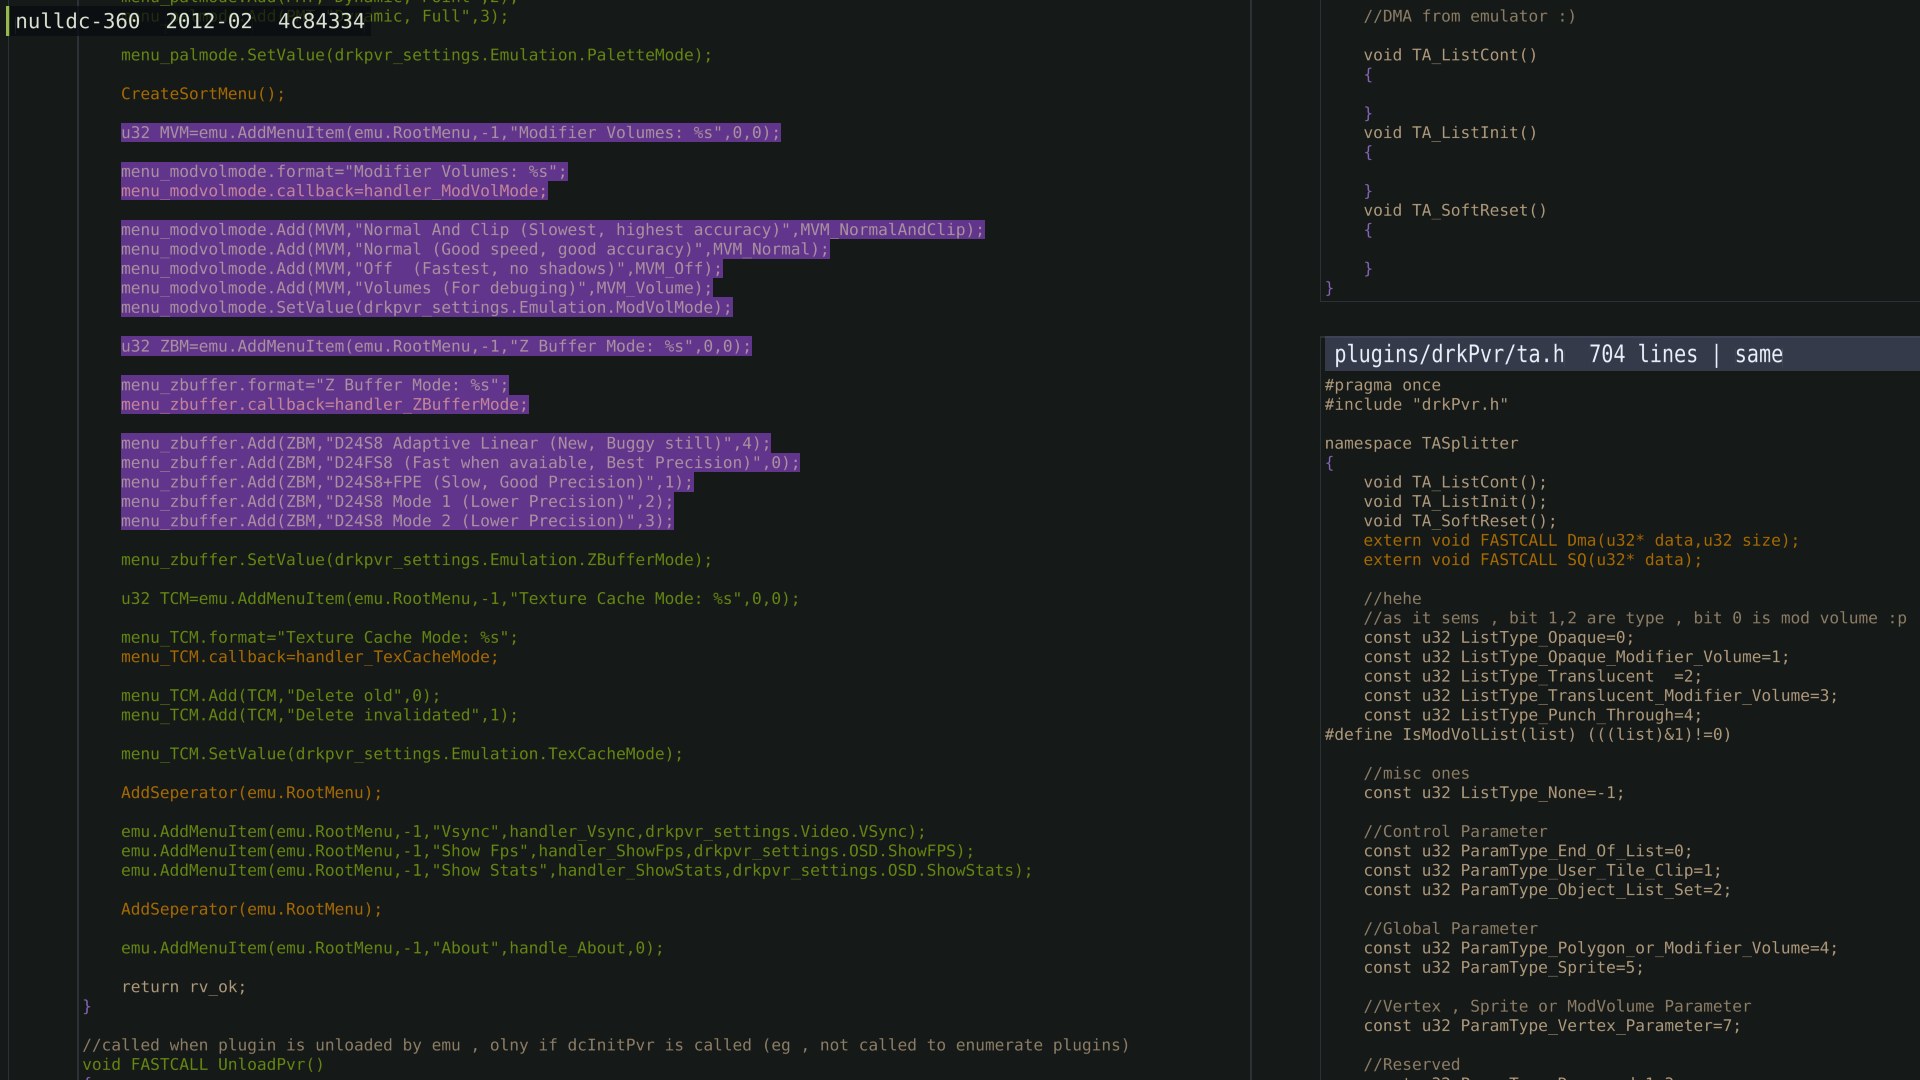 nulldc-360  2012-02  4c84334
    menu_palmode.SetValue(drkpvr_settings.Emulation.PaletteMode);
    CreateSortMenu();
    u32 MVM=emu.AddMenuItem(emu.RootMenu,-1,"Modifier Volumes: %s",0,0);
    menu_modvolmode.format="Modifier Volumes: %s";
    menu_modvolmode.callback=handler_ModVolMode;
    menu_modvolmode.Add(MVM,"Normal And Clip (Slowest, highest accuracy)",MVM_NormalAndClip);
    menu_modvolmode.Add(MVM,"Normal (Good speed, good accuracy)",MVM_Normal);
    menu_modvolmode.Add(MVM,"Off  (Fastest, no shadows)",MVM_Off);
    menu_modvolmode.Add(MVM,"Volumes (For debuging)",MVM_Volume);
    menu_modvolmode.SetValue(drkpvr_settings.Emulation.ModVolMode);
    u32 ZBM=emu.AddMenuItem(emu.RootMenu,-1,"Z Buffer Mode: %s",0,0);
    menu_zbuffer.format="Z Buffer Mode: %s";
    menu_zbuffer.callback=handler_ZBufferMode;
    menu_zbuffer.Add(ZBM,"D24S8 Adaptive Linear (New, Buggy still)",4);
    menu_zbuffer.Add(ZBM,"D24FS8 (Fast when avaiable, Best Precision)",0);
    menu_zbuffer.Add(ZBM,"D24S8+FPE (Slow, Good Precision)",1);
    menu_zbuffer.Add(ZBM,"D24S8 Mode 1 (Lower Precision)",2);
    menu_zbuffer.Add(ZBM,"D24S8 Mode 2 (Lower Precision)",3);
    menu_zbuffer.SetValue(drkpvr_settings.Emulation.ZBufferMode);
    u32 TCM=emu.AddMenuItem(emu.RootMenu,-1,"Texture Cache Mode: %s",0,0);
    menu_TCM.format="Texture Cache Mode: %s";
    menu_TCM.callback=handler_TexCacheMode;
    menu_TCM.Add(TCM,"Delete old",0);
    menu_TCM.Add(TCM,"Delete invalidated",1);
    menu_TCM.SetValue(drkpvr_settings.Emulation.TexCacheMode);
    AddSeperator(emu.RootMenu);
    emu.AddMenuItem(emu.RootMenu,-1,"Vsync",handler_Vsync,drkpvr_settings.Video.VSync);
    emu.AddMenuItem(emu.RootMenu,-1,"Show Fps",handler_ShowFps,drkpvr_settings.OSD.ShowFPS);
    emu.AddMenuItem(emu.RootMenu,-1,"Show Stats",handler_ShowStats,drkpvr_settings.OSD.ShowStats);
    AddSeperator(emu.RootMenu);
    emu.AddMenuItem(emu.RootMenu,-1,"About",handle_About,0);
    return rv_ok;
}
//called when plugin is unloaded by emu , olny if dcInitPvr is called (eg , not called to enumerate plugins)
void FASTCALL UnloadPvr()
    //DMA from emulator :)
    void TA_ListCont()
    {
    }
    void TA_ListInit()
    {
    }
    void TA_SoftReset()
    {
    }
}
plugins/drkPvr/ta.h  704 lines | same
#pragma once
#include "drkPvr.h"
namespace TASplitter
{
    void TA_ListCont();
    void TA_ListInit();
    void TA_SoftReset();
    extern void FASTCALL Dma(u32* data,u32 size);
    extern void FASTCALL SQ(u32* data);
    //hehe
    //as it sems , bit 1,2 are type , bit 0 is mod volume :p
    const u32 ListType_Opaque=0;
    const u32 ListType_Opaque_Modifier_Volume=1;
    const u32 ListType_Translucent  =2;
    const u32 ListType_Translucent_Modifier_Volume=3;
    const u32 ListType_Punch_Through=4;
#define IsModVolList(list) (((list)&1)!=0)
    //misc ones
    const u32 ListType_None=-1;
    //Control Parameter
    const u32 ParamType_End_Of_List=0;
    const u32 ParamType_User_Tile_Clip=1;
    const u32 ParamType_Object_List_Set=2;
    //Global Parameter
    const u32 ParamType_Polygon_or_Modifier_Volume=4;
    const u32 ParamType_Sprite=5;
    //Vertex , Sprite or ModVolume Parameter
    const u32 ParamType_Vertex_Parameter=7;
    //Reserved